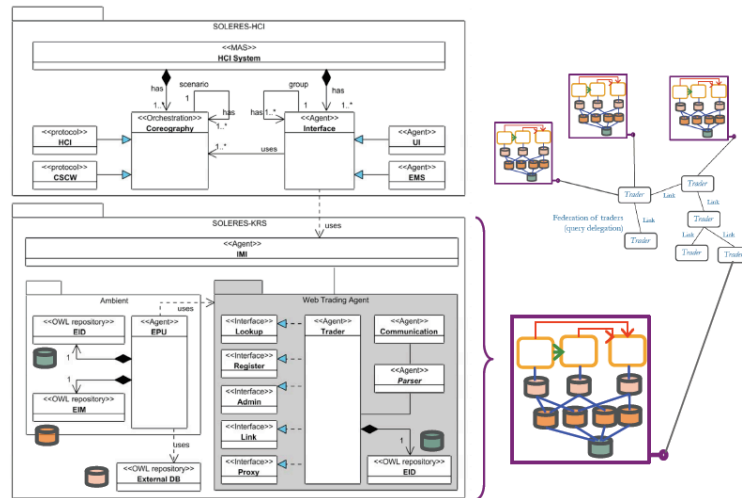 SOLERES-HCI
<<MAS>>
HCI System
has
scenario
1
group
1
has
1..*
has
1..*
has
1..*
1..*
<<Orchestration>>
Coreography
<<Agent>>
Interface
uses
1..*
<<protocol>>
HCI
<<protocol>>
CSCW
<<Agent>>
UI
<<Agent>>
EMS
uses
SOLERES-KRS
<<Agent>>
IMI
Ambient
uses
Web Trading Agent
<<OWL repository>>
EID
1
<<Agent>>
EPU
1
<<OWL repository>>
EIM
uses
<<OWL repository>>
External DB
<<Interface>>
Lookup
<<Interface>>
Register
<<Interface>>
Admin
<<Interface>>
Link
<<Interface>>
Proxy
<<Agent>>
Trader
<<Agent>>
Communication
<<Agent>>
Parser
1
<<OWL repository>>
EID
Trader
Link
Trader
Link
Federation of traders
(query delegation)
Link
Trader
Trader
Link
Link
Trader
Trader